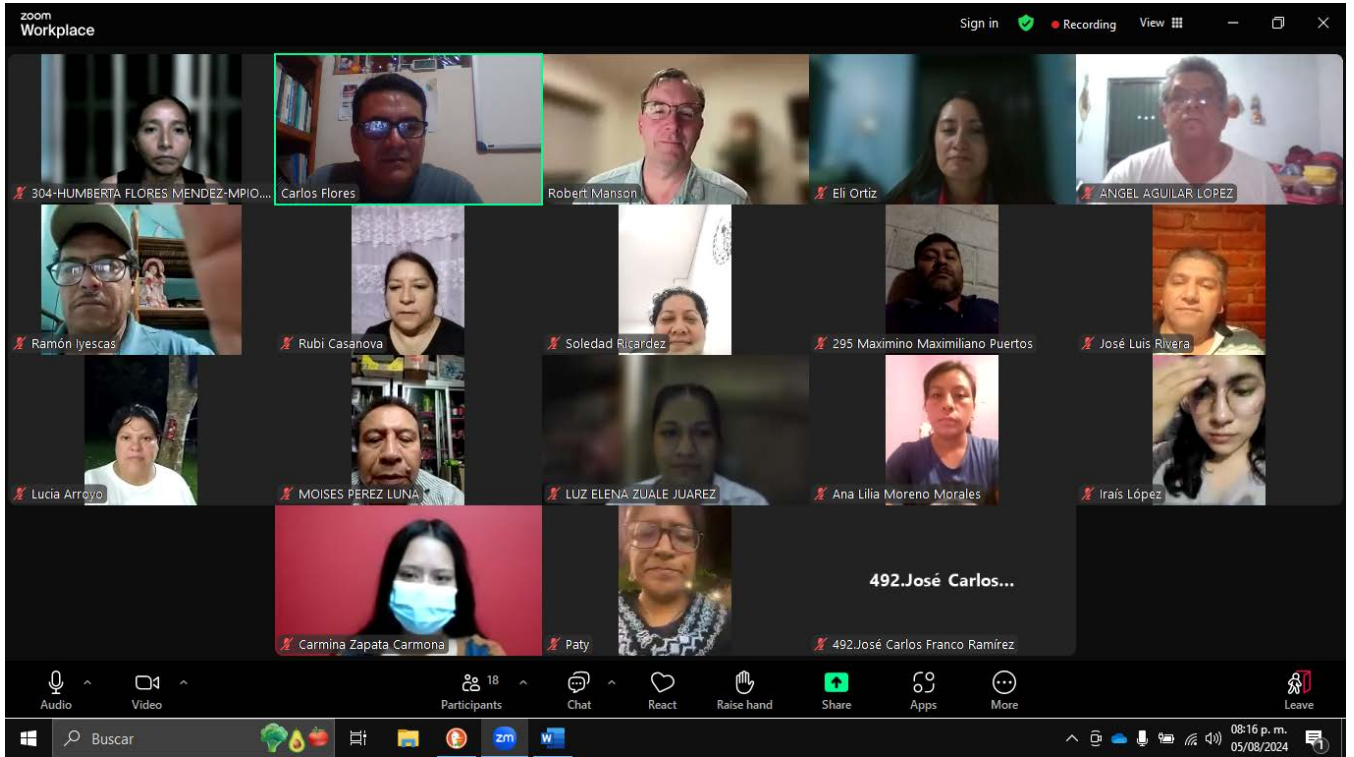 zoom
Workplace
Sign in
Recording
View
304-HUMBERTA FLORES MENDEZ-MPIO....
Carlos Flores
Robert Manson
Eli Ortiz
ANGEL AGUILAR LOPEZ
Ramón Iyescas
Rubi Casanova
Soledad Ricardez
295 Maximino Maximiliano Puertos
José Luis Rivera
Lucia Arroyo
MOISES PEREZ LUNA
LUZ ELENA ZUALE JUAREZ
Ana Lilia Moreno Morales
Iraís López
Carmina Zapata Carmona
Paty
492.José Carlos...
492.José Carlos Franco Ramírez
Audio
Video
18
Participants
Chat
React
Raise hand
Share
Apps
More
Leave
Buscar
zm
W
08:16 p. m.
05/08/2024
1